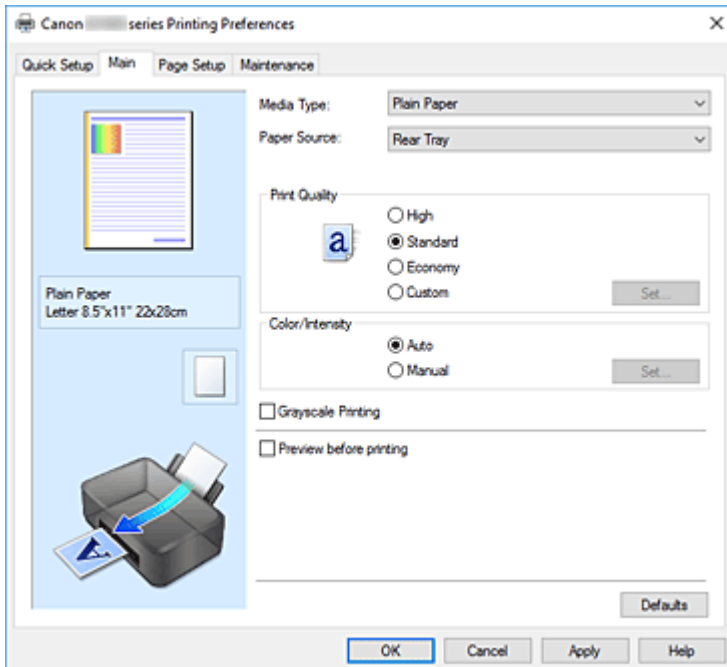 Canon series Printing Preferences
Quick Setup Main Page Setup Maintenance
Media Type: Plain Paper
Paper Source: Rear Tray
Print Quality
a
High
Standard
Economy
Custom Set...
Plain Paper
Letter 8.5"x11" 22x28cm
Color/Intensity
Auto
Manual Set...
Grayscale Printing
Preview before printing
A
Defaults
OK Cancel Apply Help